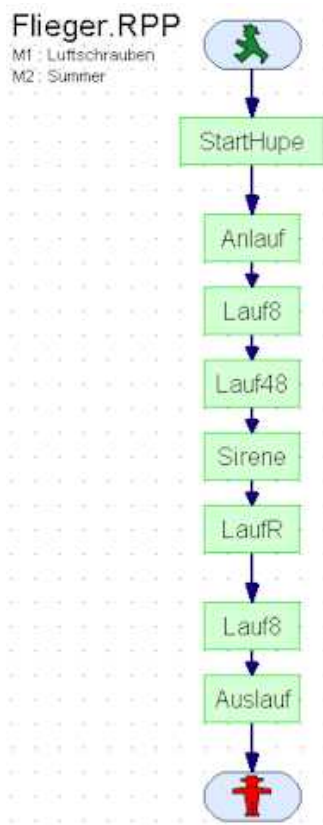 Flieger.RPP
M1 : Luftschrauben
M2 : Summer
StartHupe
Anlauf
Lauf8
Lauf48
Sirene
LaufR
Lauf8
Auslauf